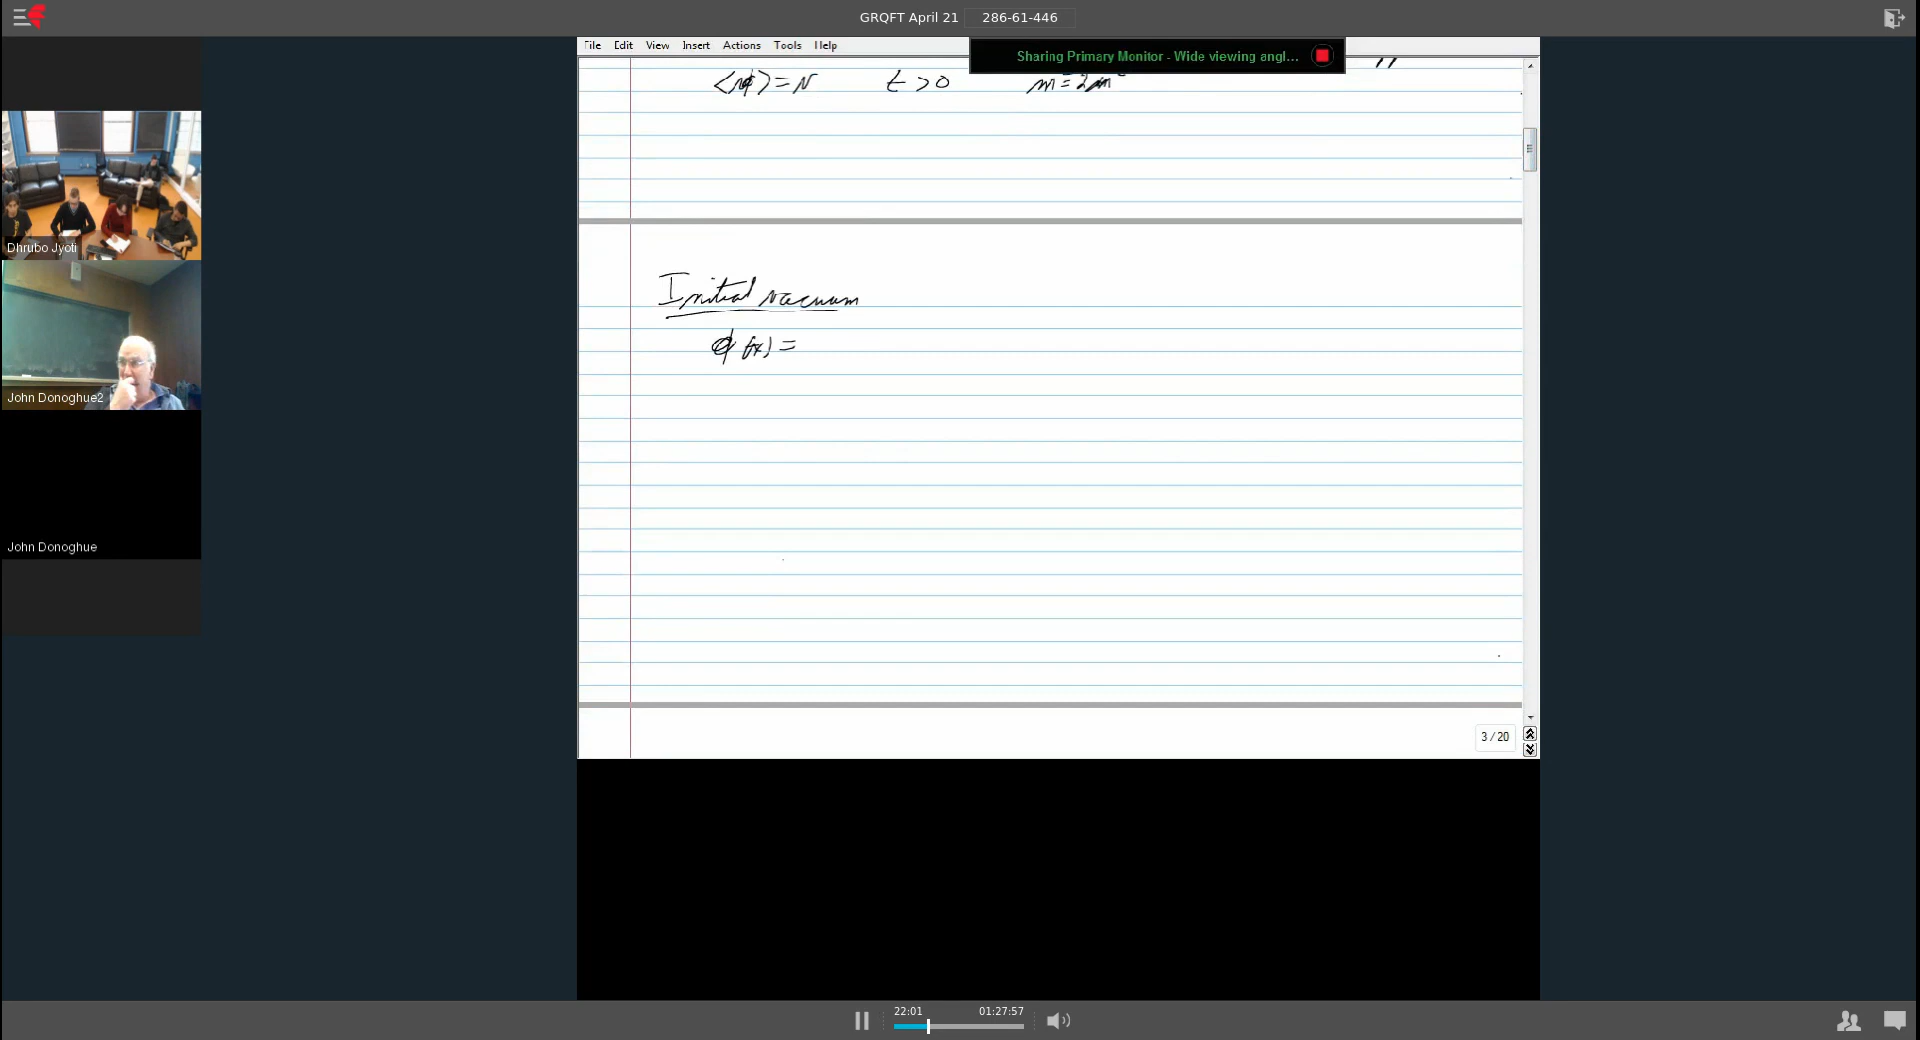 GRQFT April 21 286-61-446
File Edit View Insert Actions Tools Help
Sharing Primary Monitor - Wide viewing angl...
⟨φ⟩ = v t > 0 m = 2m²
Initial vacuum
φ(x) =
Dhrubo Jyoti
John Donoghue2
John Donoghue
3 / 20
22:01 01:27:57